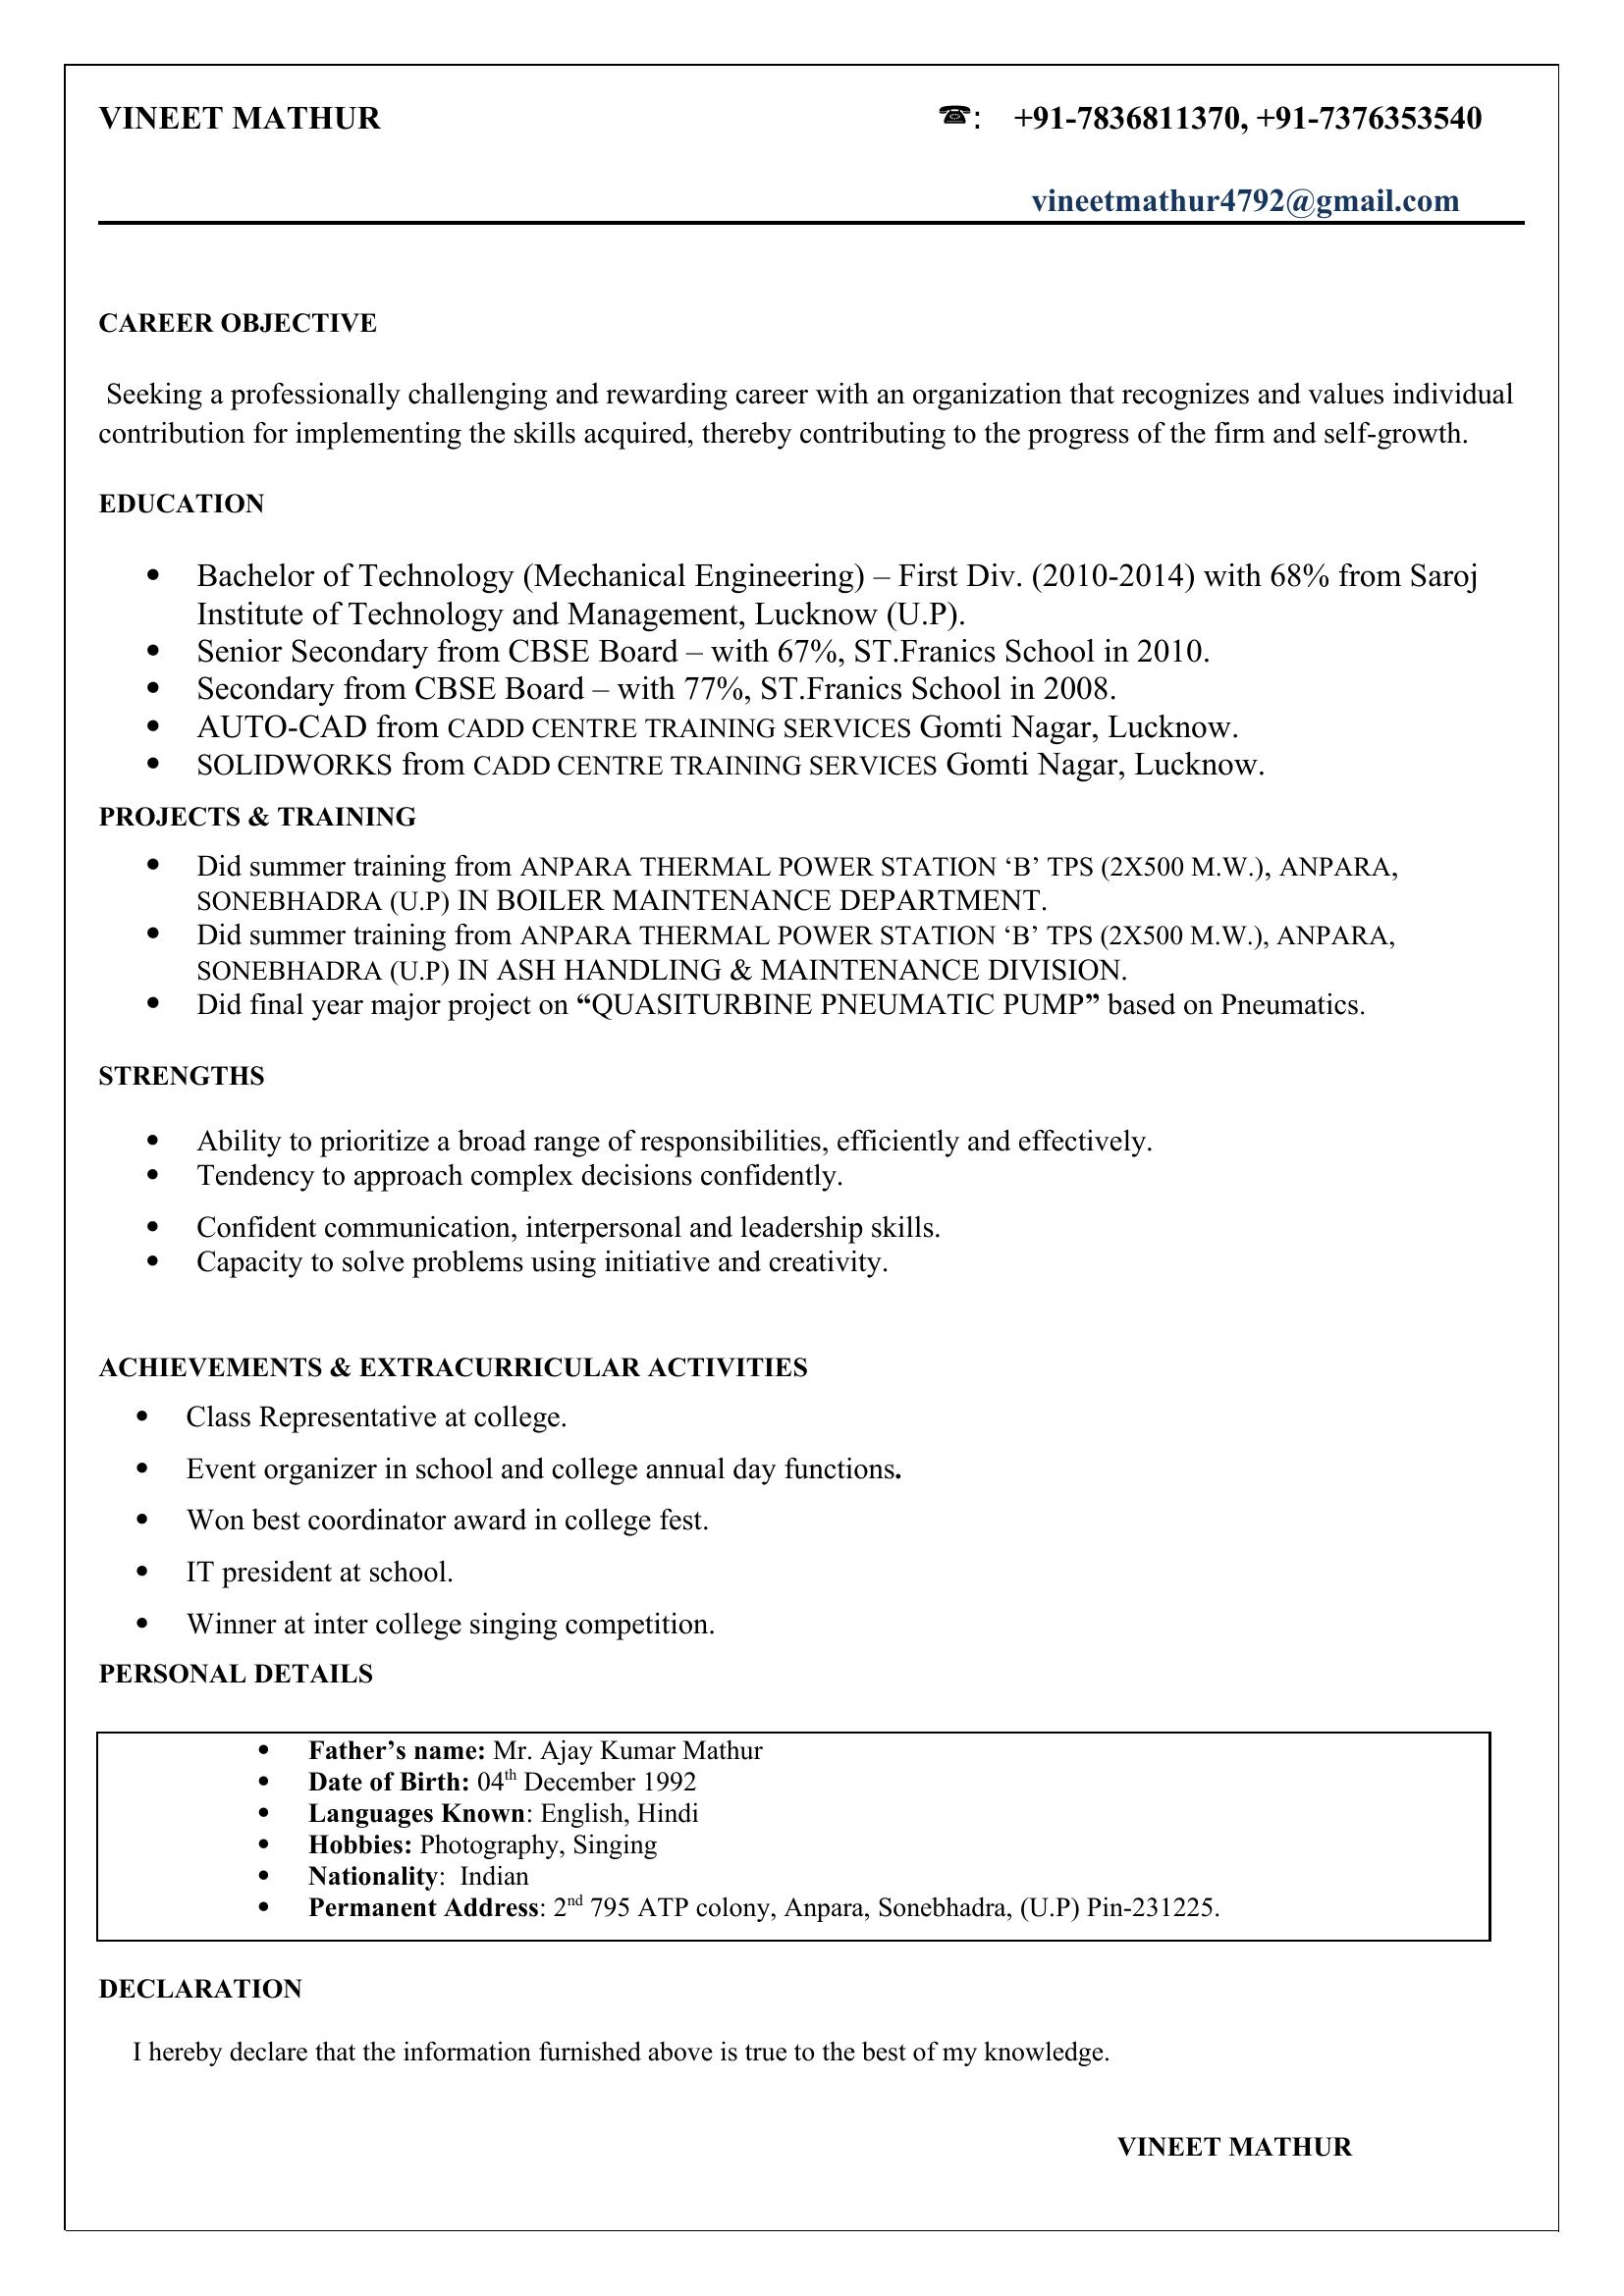 VINEET MATHUR ☎: +91-7836811370, +91-7376353540
vineetmathur4792@gmail.com
CAREER OBJECTIVE
Seeking a professionally challenging and rewarding career with an organization that recognizes and values individual
contribution for implementing the skills acquired, thereby contributing to the progress of the firm and self-growth.
EDUCATION
• Bachelor of Technology (Mechanical Engineering) – First Div. (2010-2014) with 68% from Saroj
Institute of Technology and Management, Lucknow (U.P).
• Senior Secondary from CBSE Board – with 67%, ST.Franics School in 2010.
• Secondary from CBSE Board – with 77%, ST.Franics School in 2008.
• AUTO-CAD from CADD CENTRE TRAINING SERVICES Gomti Nagar, Lucknow.
• SOLIDWORKS from CADD CENTRE TRAINING SERVICES Gomti Nagar, Lucknow.
PROJECTS & TRAINING
• Did summer training from ANPARA THERMAL POWER STATION ‘B’ TPS (2X500 M.W.), ANPARA,
SONEBHADRA (U.P) IN BOILER MAINTENANCE DEPARTMENT.
• Did summer training from ANPARA THERMAL POWER STATION ‘B’ TPS (2X500 M.W.), ANPARA,
SONEBHADRA (U.P) IN ASH HANDLING & MAINTENANCE DIVISION.
• Did final year major project on “QUASITURBINE PNEUMATIC PUMP” based on Pneumatics.
STRENGTHS
• Ability to prioritize a broad range of responsibilities, efficiently and effectively.
• Tendency to approach complex decisions confidently.
• Confident communication, interpersonal and leadership skills.
• Capacity to solve problems using initiative and creativity.
ACHIEVEMENTS & EXTRACURRICULAR ACTIVITIES
• Class Representative at college.
• Event organizer in school and college annual day functions.
• Won best coordinator award in college fest.
• IT president at school.
• Winner at inter college singing competition.
PERSONAL DETAILS
• Father’s name: Mr. Ajay Kumar Mathur
• Date of Birth: 04th December 1992
• Languages Known: English, Hindi
• Hobbies: Photography, Singing
• Nationality: Indian
• Permanent Address: 2nd 795 ATP colony, Anpara, Sonebhadra, (U.P) Pin-231225.
DECLARATION
I hereby declare that the information furnished above is true to the best of my knowledge.
VINEET MATHUR